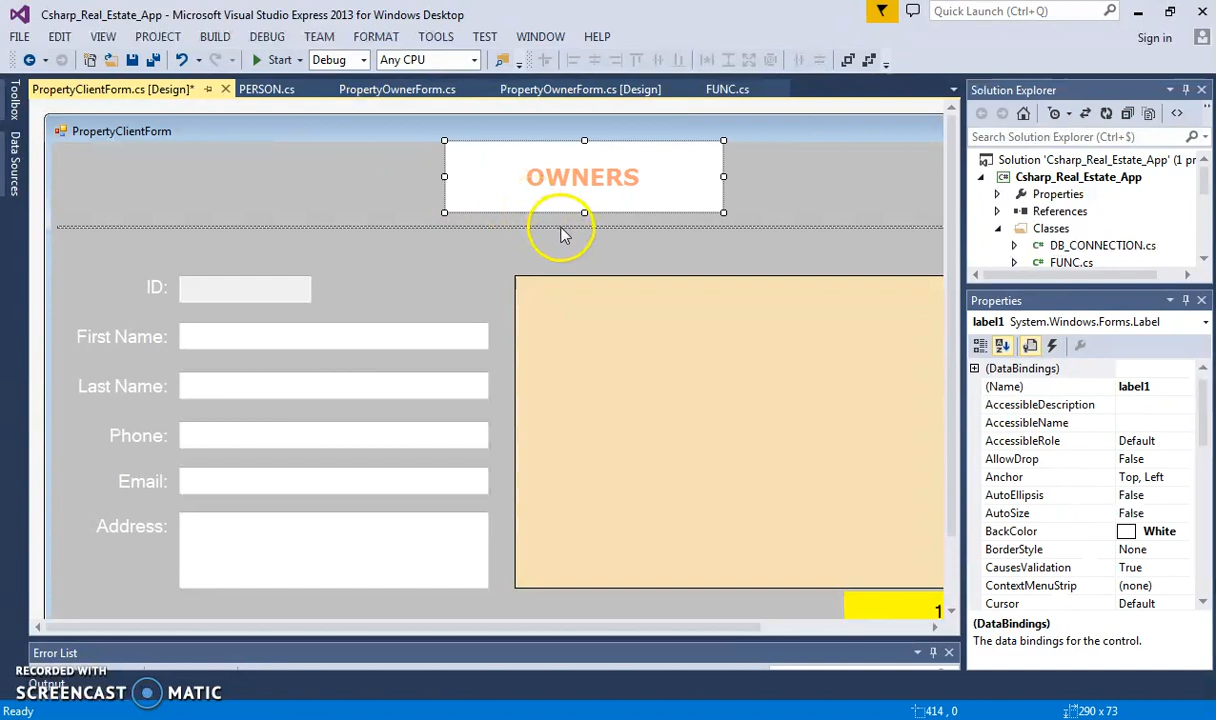 Csharp_Real_Estate_App - Microsoft Visual Studio Express 2013 for Windows Desktop
Quick Launch (Ctrl+Q)
FILE EDIT VIEW PROJECT BUILD DEBUG TEAM FORMAT TOOLS TEST WINDOW HELP
Sign in
Start Debug Any CPU
Toolbox
Data Sources
PropertyClientForm.cs [Design]* PERSON.cs PropertyOwnerForm.cs PropertyOwnerForm.cs [Design] FUNC.cs
PropertyClientForm
OWNERS
ID:
First Name:
Last Name:
Phone:
Email:
Address:
1
Solution Explorer
Search Solution Explorer (Ctrl+$)
Solution 'Csharp_Real_Estate_App' (1 pr
Csharp_Real_Estate_App
Properties
References
Classes
DB_CONNECTION.cs
FUNC.cs
Properties
label1 System.Windows.Forms.Label
(DataBindings)
(Name) label1
AccessibleDescription
AccessibleName
AccessibleRole Default
AllowDrop False
Anchor Top, Left
AutoEllipsis False
AutoSize False
BackColor White
BorderStyle None
CausesValidation True
ContextMenuStrip (none)
Cursor Default
(DataBindings)
The data bindings for the control.
Error List
Output
RECORDED WITH
SCREENCAST MATIC
Ready
414 , 0
290 x 73